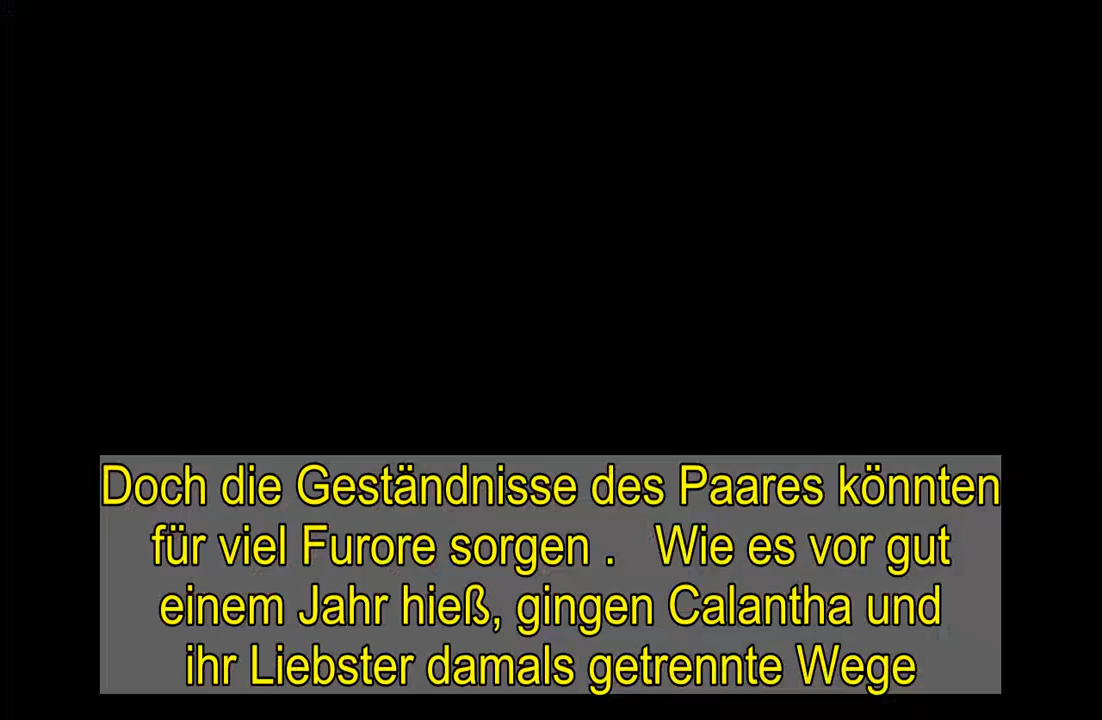 Doch die Geständnisse des Paares könnten
für viel Furore sorgen .   Wie es vor gut
einem Jahr hieß, gingen Calantha und
ihr Liebster damals getrennte Wege